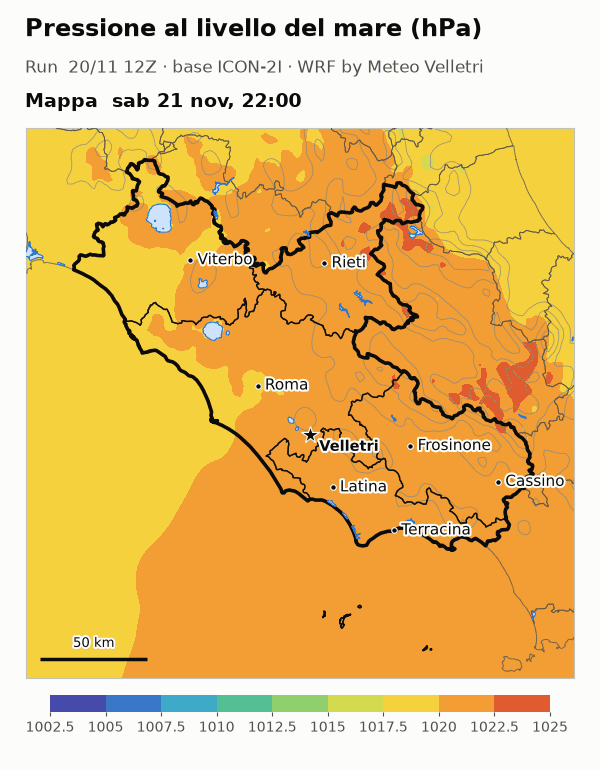 Pressione al livello del mare (hPa)
Run  20/11 12Z · base ICON-2I · WRF by Meteo Velletri
Mappa  sab 21 nov, 22:00
Viterbo
Rieti
Roma
Velletri
Frosinone
Latina
Cassino
Terracina
50 km
1002.5 1005 1007.5 1010 1012.5 1015 1017.5 1020 1022.5 1025